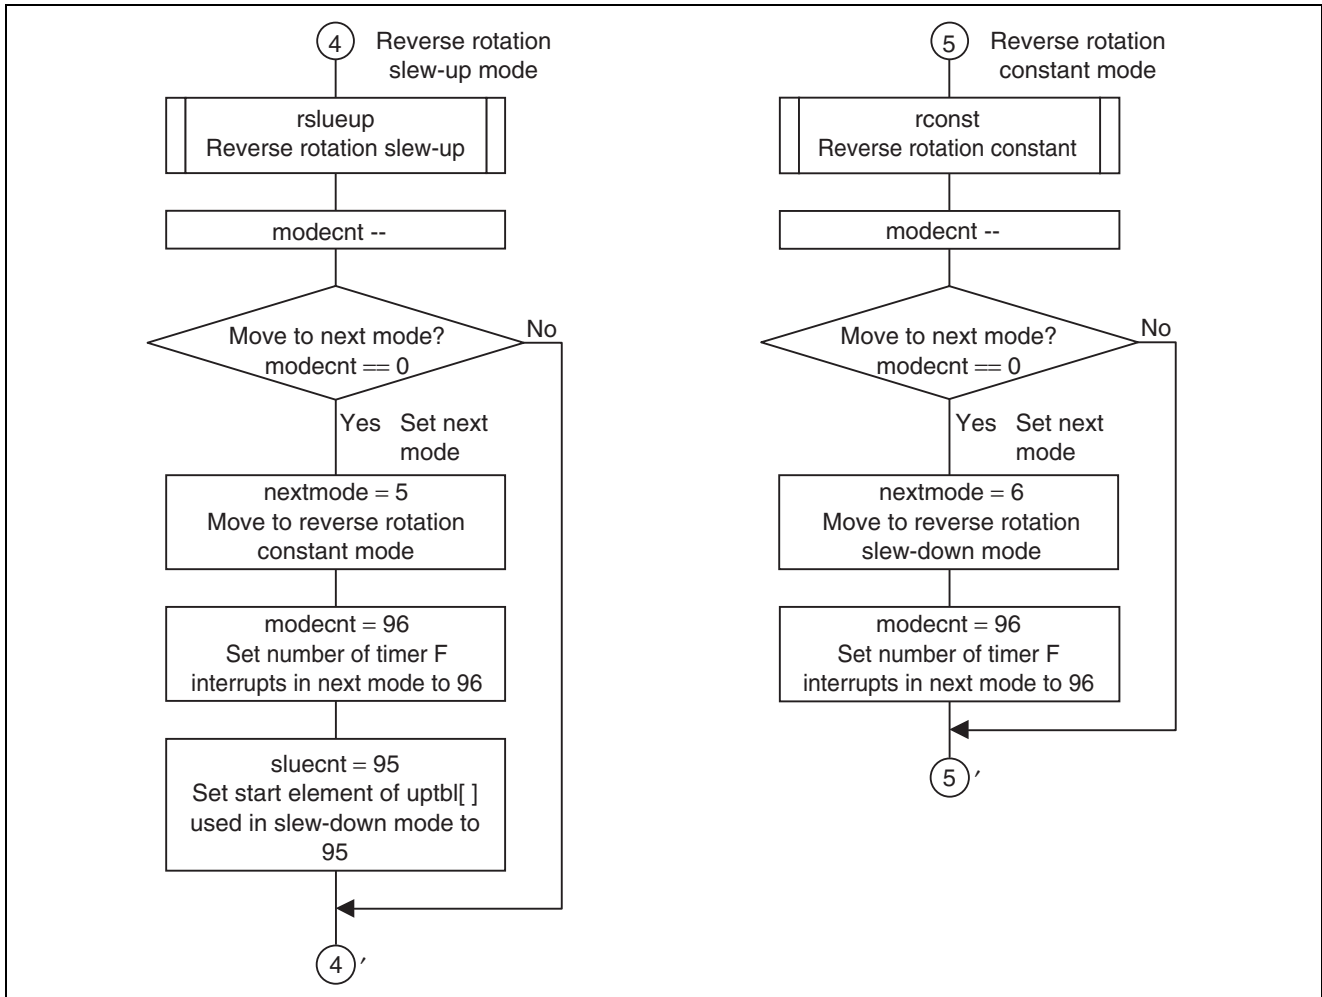 4
Reverse rotation
slew-up mode
rslueup
Reverse rotation slew-up
modecnt --
Move to next mode?
modecnt == 0
No
Yes Set next
mode
nextmode = 5
Move to reverse rotation
constant mode
modecnt = 96
Set number of timer F
interrupts in next mode to 96
sluecnt = 95
Set start element of uptbl[ ]
used in slew-down mode to
95
4 ′
5
Reverse rotation
constant mode
rconst
Reverse rotation constant
modecnt --
Move to next mode?
modecnt == 0
No
Yes Set next
mode
nextmode = 6
Move to reverse rotation
slew-down mode
modecnt = 96
Set number of timer F
interrupts in next mode to 96
5 ′